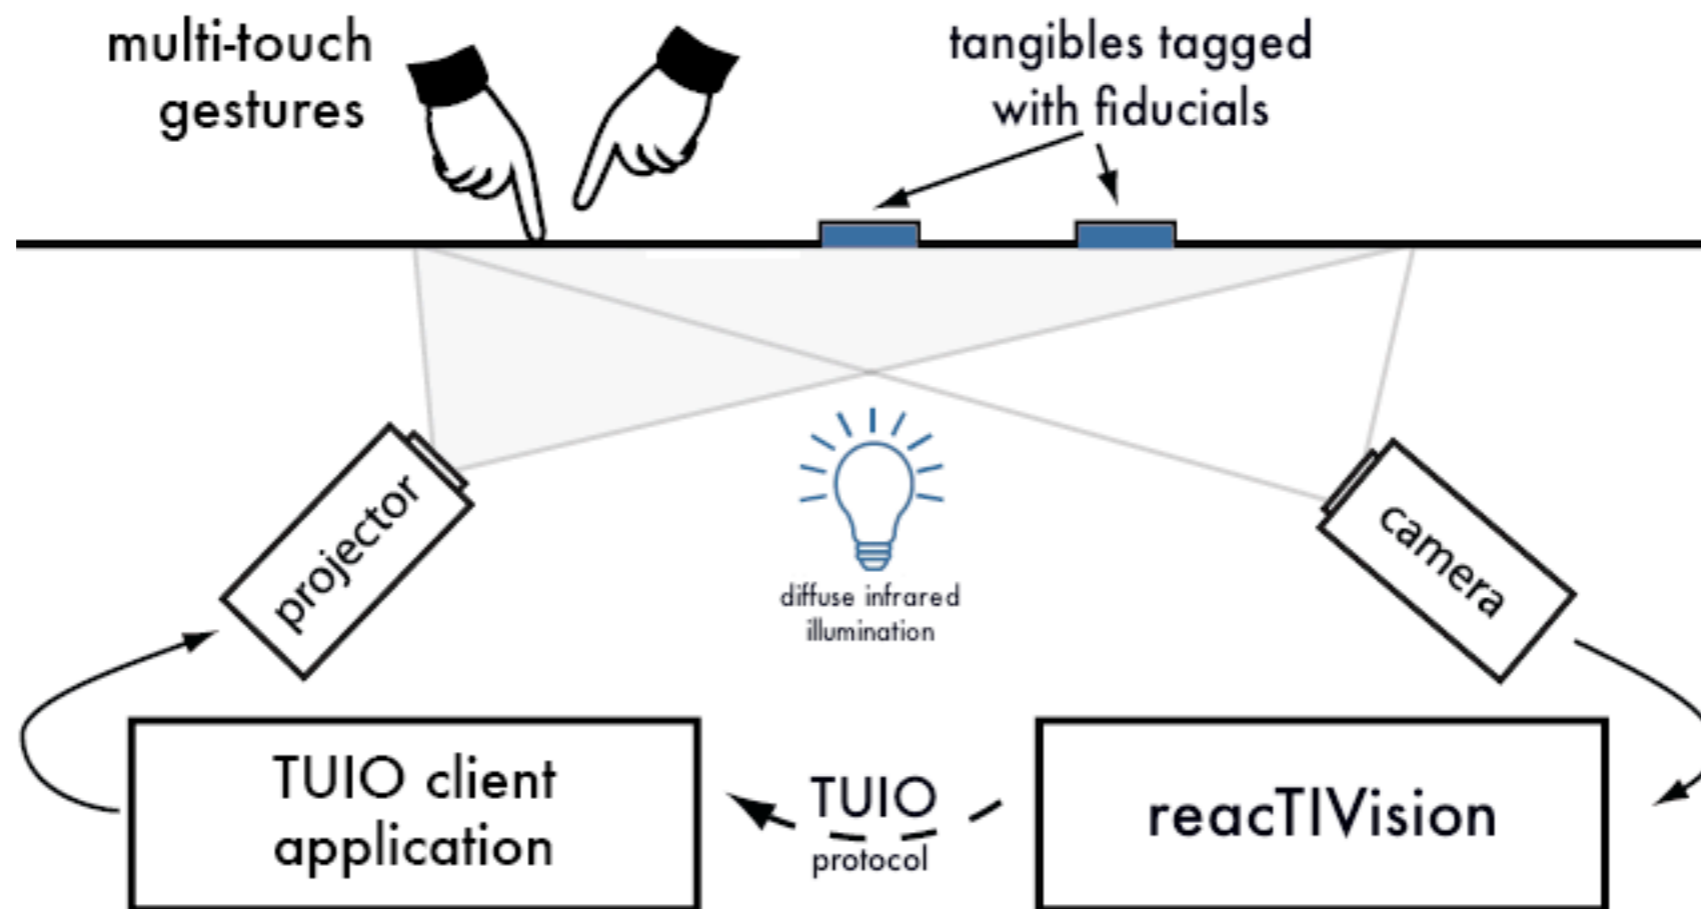 multi-touch
gestures
tangibles tagged
with fiducials
projector
camera
diffuse infrared
illumination
TUIO client
application
TUIO
protocol
reacTIVision